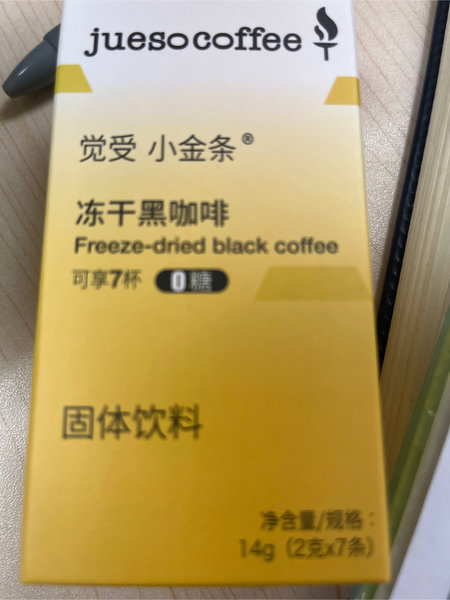 juesocoffee
觉受 小金条®
冻干黑咖啡
Freeze-dried black coffee
可享7杯 0糖
固体饮料
净含量/规格：
14g（2克x7条）